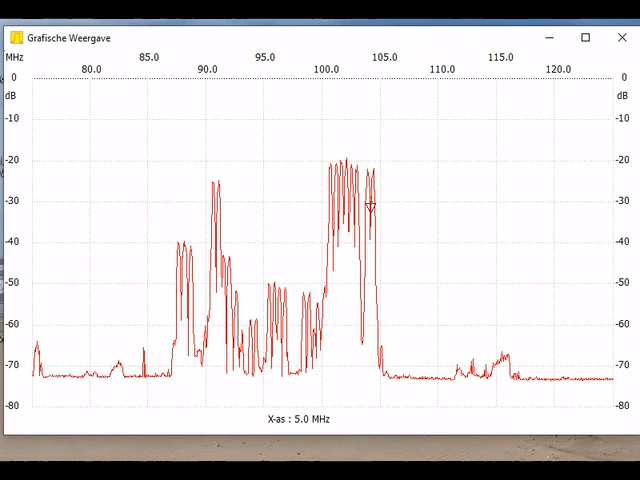 Grafische Weergave
MHz 85.0 95.0 105.0 115.0
80.0 90.0 100.0 110.0 120.0
0 0
dB dB
-10 -10
-20 -20
-30 -30
-40 -40
-50 -50
-60 -60
-70 -70
-80 -80
X-as : 5.0 MHz